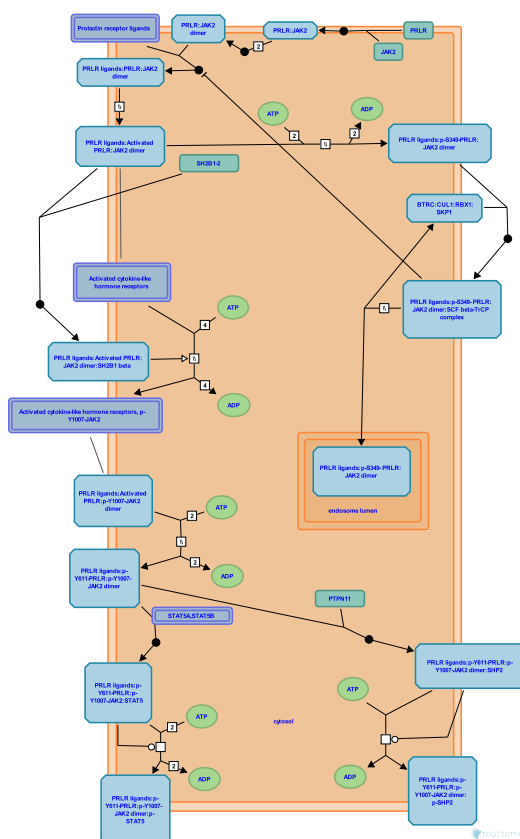 Prolactin receptor ligands
PRLR:JAK2
dimer
PRLR:JAK2
PRLR
2
JAK2
PRLR ligands:PRLR:JAK2
dimer
ATP
ADP
2
2
PRLR ligands:Activated
PRLR:JAK2 dimer
PRLR ligands:p-S349-PRLR:
JAK2 dimer
SH2B1-2
BTRC:CUL1:RBX1:
SKP1
Activated cytokine-like
hormone receptors
ATP
PRLR ligands:p-S349-PRLR:
JAK2 dimer:SCF beta-TrCP
complex
4
PRLR ligands:Activated PRLR:
JAK2 dimer:SH2B1 beta
4
ADP
Activated cytokine-like hormone receptors, p-
Y1007-JAK2
PRLR ligands:p-S349-PRLR:
JAK2 dimer
endosome lumen
PRLR ligands:Activated
PRLR:p-Y1007-JAK2
dimer
ATP
2
2
ADP
PRLR ligands:p-
Y611-PRLR:p-Y1007-
JAK2 dimer
PTPN11
STAT5A,STAT5B
PRLR ligands:p-Y611-PRLR:p-
Y1007-JAK2 dimer:SHP2
PRLR ligands:p-
Y611-PRLR:p-
Y1007-JAK2:STAT5
ATP
ATP
2
cytosol
2
ADP
ADP
PRLR ligands:p-
Y611-PRLR:p-Y1007-
JAK2 dimer:p-
STAT5
PRLR ligands:p-
Y611-PRLR:p-
Y1007-JAK2 dimer:
p-SHP2
reactome